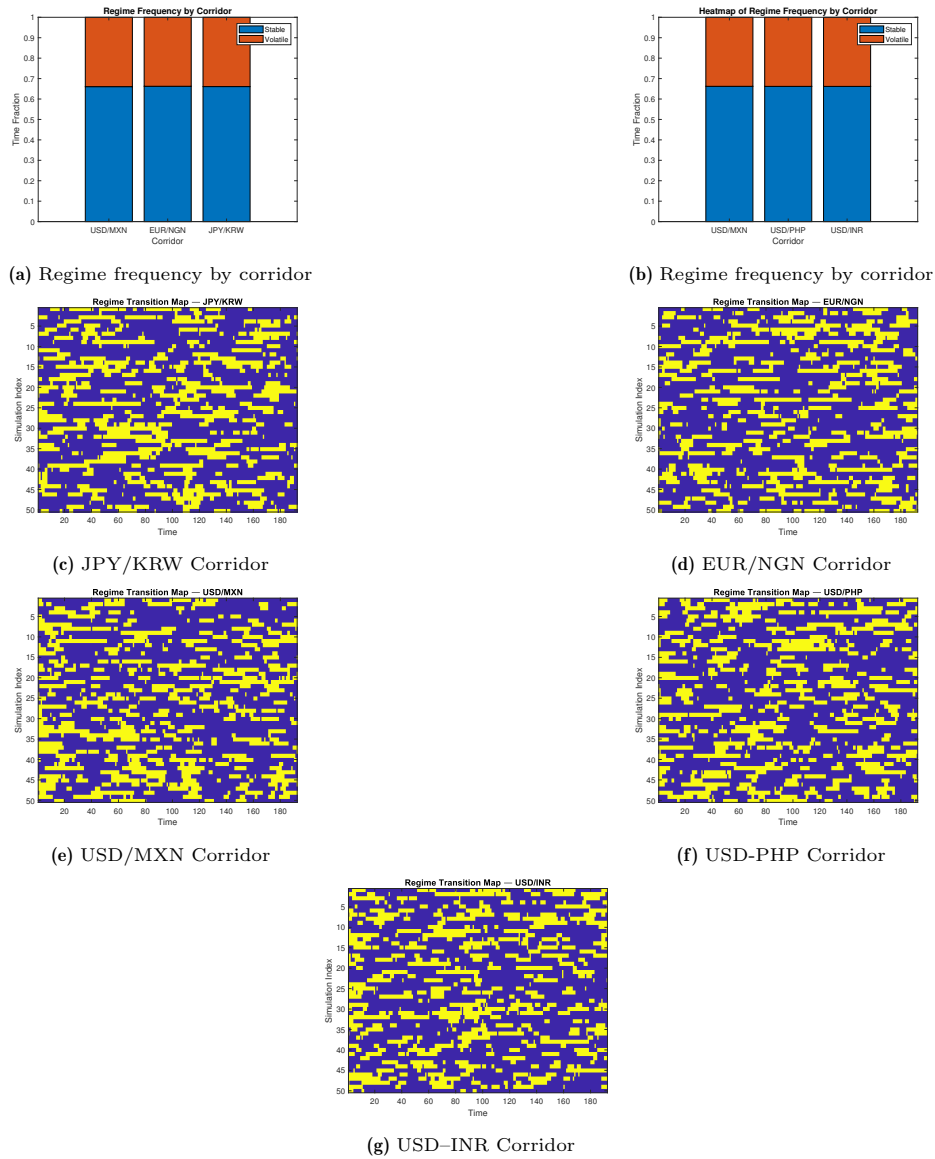 Regime Frequency by Corridor
1
0.9
0.8
0.7
0.6
0.5
0.4
0.3
0.2
0.1
0
Time Fraction
Stable
Volatile
USD/MXN EUR/NGN JPY/KRW
Corridor
(a) Regime frequency by corridor
Heatmap of Regime Frequency by Corridor
1
0.9
0.8
0.7
0.6
0.5
0.4
0.3
0.2
0.1
0
Time Fraction
Stable
Volatile
USD/MXN USD/PHP USD/INR
Corridor
(b) Regime frequency by corridor
Regime Transition Map — JPY/KRW
5
10
15
20
25
30
35
40
45
50
Simulation Index
20 40 60 80 100 120 140 160 180
Time
(c) JPY/KRW Corridor
Regime Transition Map — EUR/NGN
5
10
15
20
25
30
35
40
45
50
Simulation Index
20 40 60 80 100 120 140 160 180
Time
(d) EUR/NGN Corridor
Regime Transition Map — USD/MXN
5
10
15
20
25
30
35
40
45
50
Simulation Index
20 40 60 80 100 120 140 160 180
Time
(e) USD/MXN Corridor
Regime Transition Map — USD/PHP
5
10
15
20
25
30
35
40
45
50
Simulation Index
20 40 60 80 100 120 140 160 180
Time
(f) USD-PHP Corridor
Regime Transition Map — USD/INR
5
10
15
20
25
30
35
40
45
50
Simulation Index
20 40 60 80 100 120 140 160 180
Time
(g) USD–INR Corridor